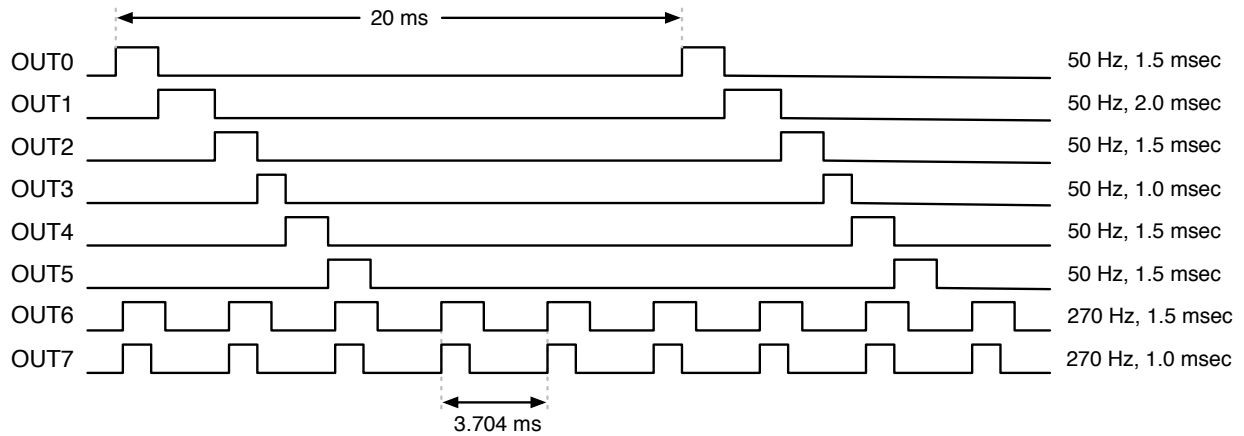 20 ms
OUT0 50 Hz, 1.5 msec
OUT1 50 Hz, 2.0 msec
OUT2 50 Hz, 1.5 msec
OUT3 50 Hz, 1.0 msec
OUT4 50 Hz, 1.5 msec
OUT5 50 Hz, 1.5 msec
OUT6 270 Hz, 1.5 msec
OUT7 270 Hz, 1.0 msec
3.704 ms